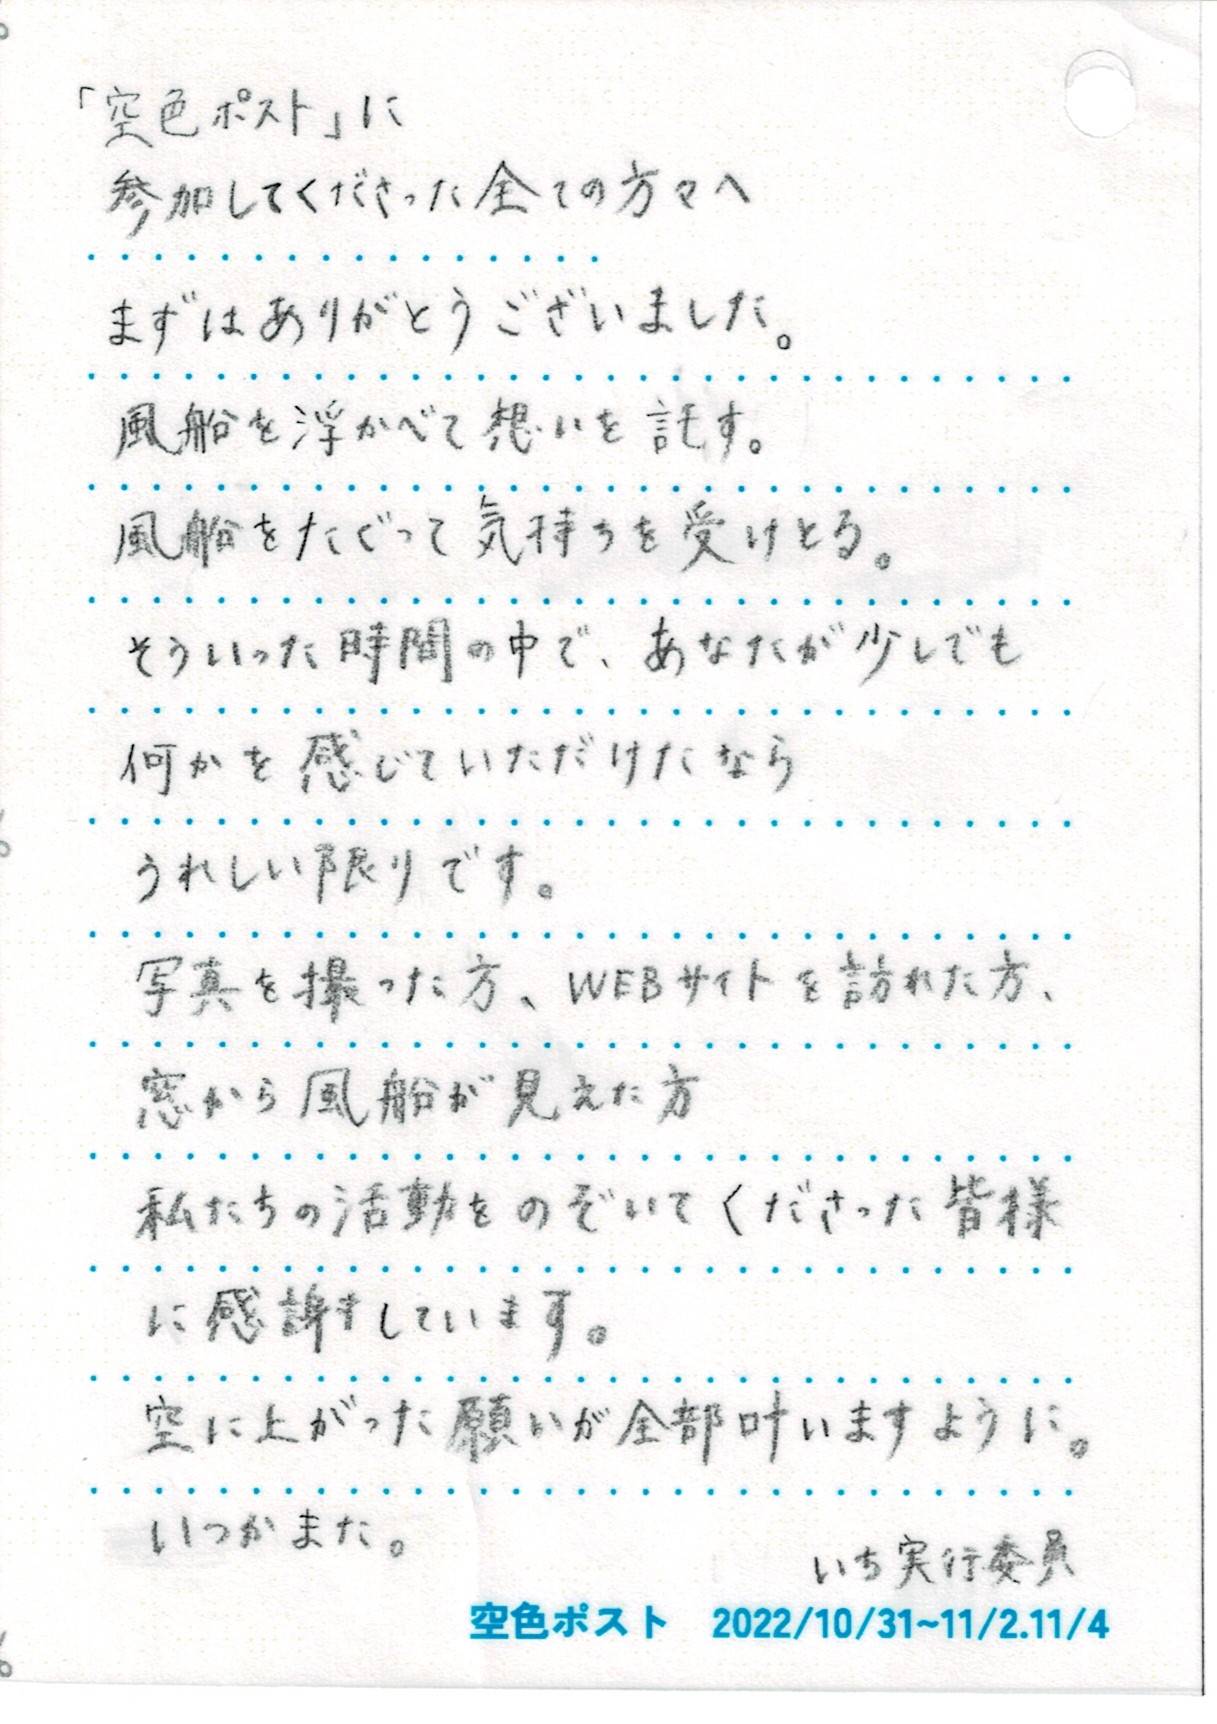 「空色ポスト」に
参加してくださった全ての方々へ
まずはありがとうございました。
風船を浮かべて想いを託す。
風船をたぐって気持ちを受けとる。
そういった時間の中で、あなたが少しでも
何かを感じていただけたなら
うれしい限りです。
写真を撮った方、WEBサイトを訪れた方、
窓から風船が見えた方
私たちの活動をのぞいてくださった皆様
に感謝をしています。
空に上がった願いが全部叶いますように。
いつかまた。
いち実行委員
空色ポスト 2022/10/31~11/2.11/4